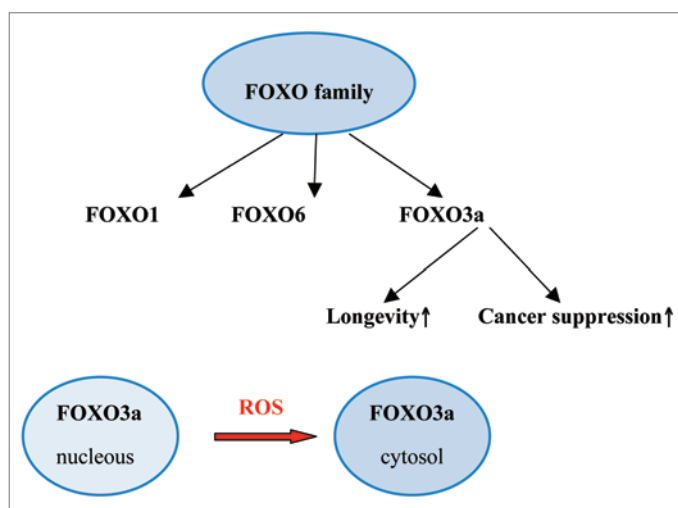 FOXO family
FOXO1 FOXO6 FOXO3a
Longevity↑ Cancer suppression↑
FOXO3a ROS FOXO3a
nucleous cytosol